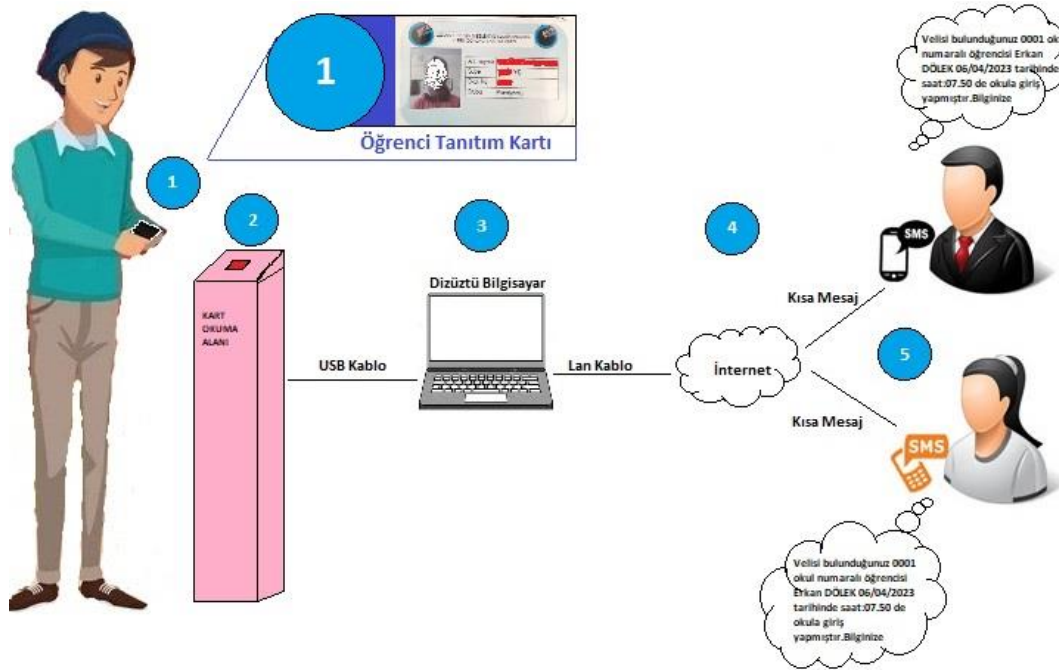 1
Öğrenci Tanıtım Kartı
1
2
KART
OKUMA
ALANI
USB Kablo
3
Dizüstü Bilgisayar
Lan Kablo
4
İnternet
Kısa Mesaj
Kısa Mesaj
5
SMS
SMS
Velisi bulunduğunuz 0001 ok
numaralı öğrencisi Erkan
DÖLEK 06/04/2023 tarihinde
saat:07.50 de okula giriş
yapmıştır.Bilginize
Velisi bulunduğunuz 0001
okul numaralı öğrencisi
Erkan DÖLEK 06/04/2023
tarihinde saat:07.50 de
okula giriş
yapmıştır.Bilginize